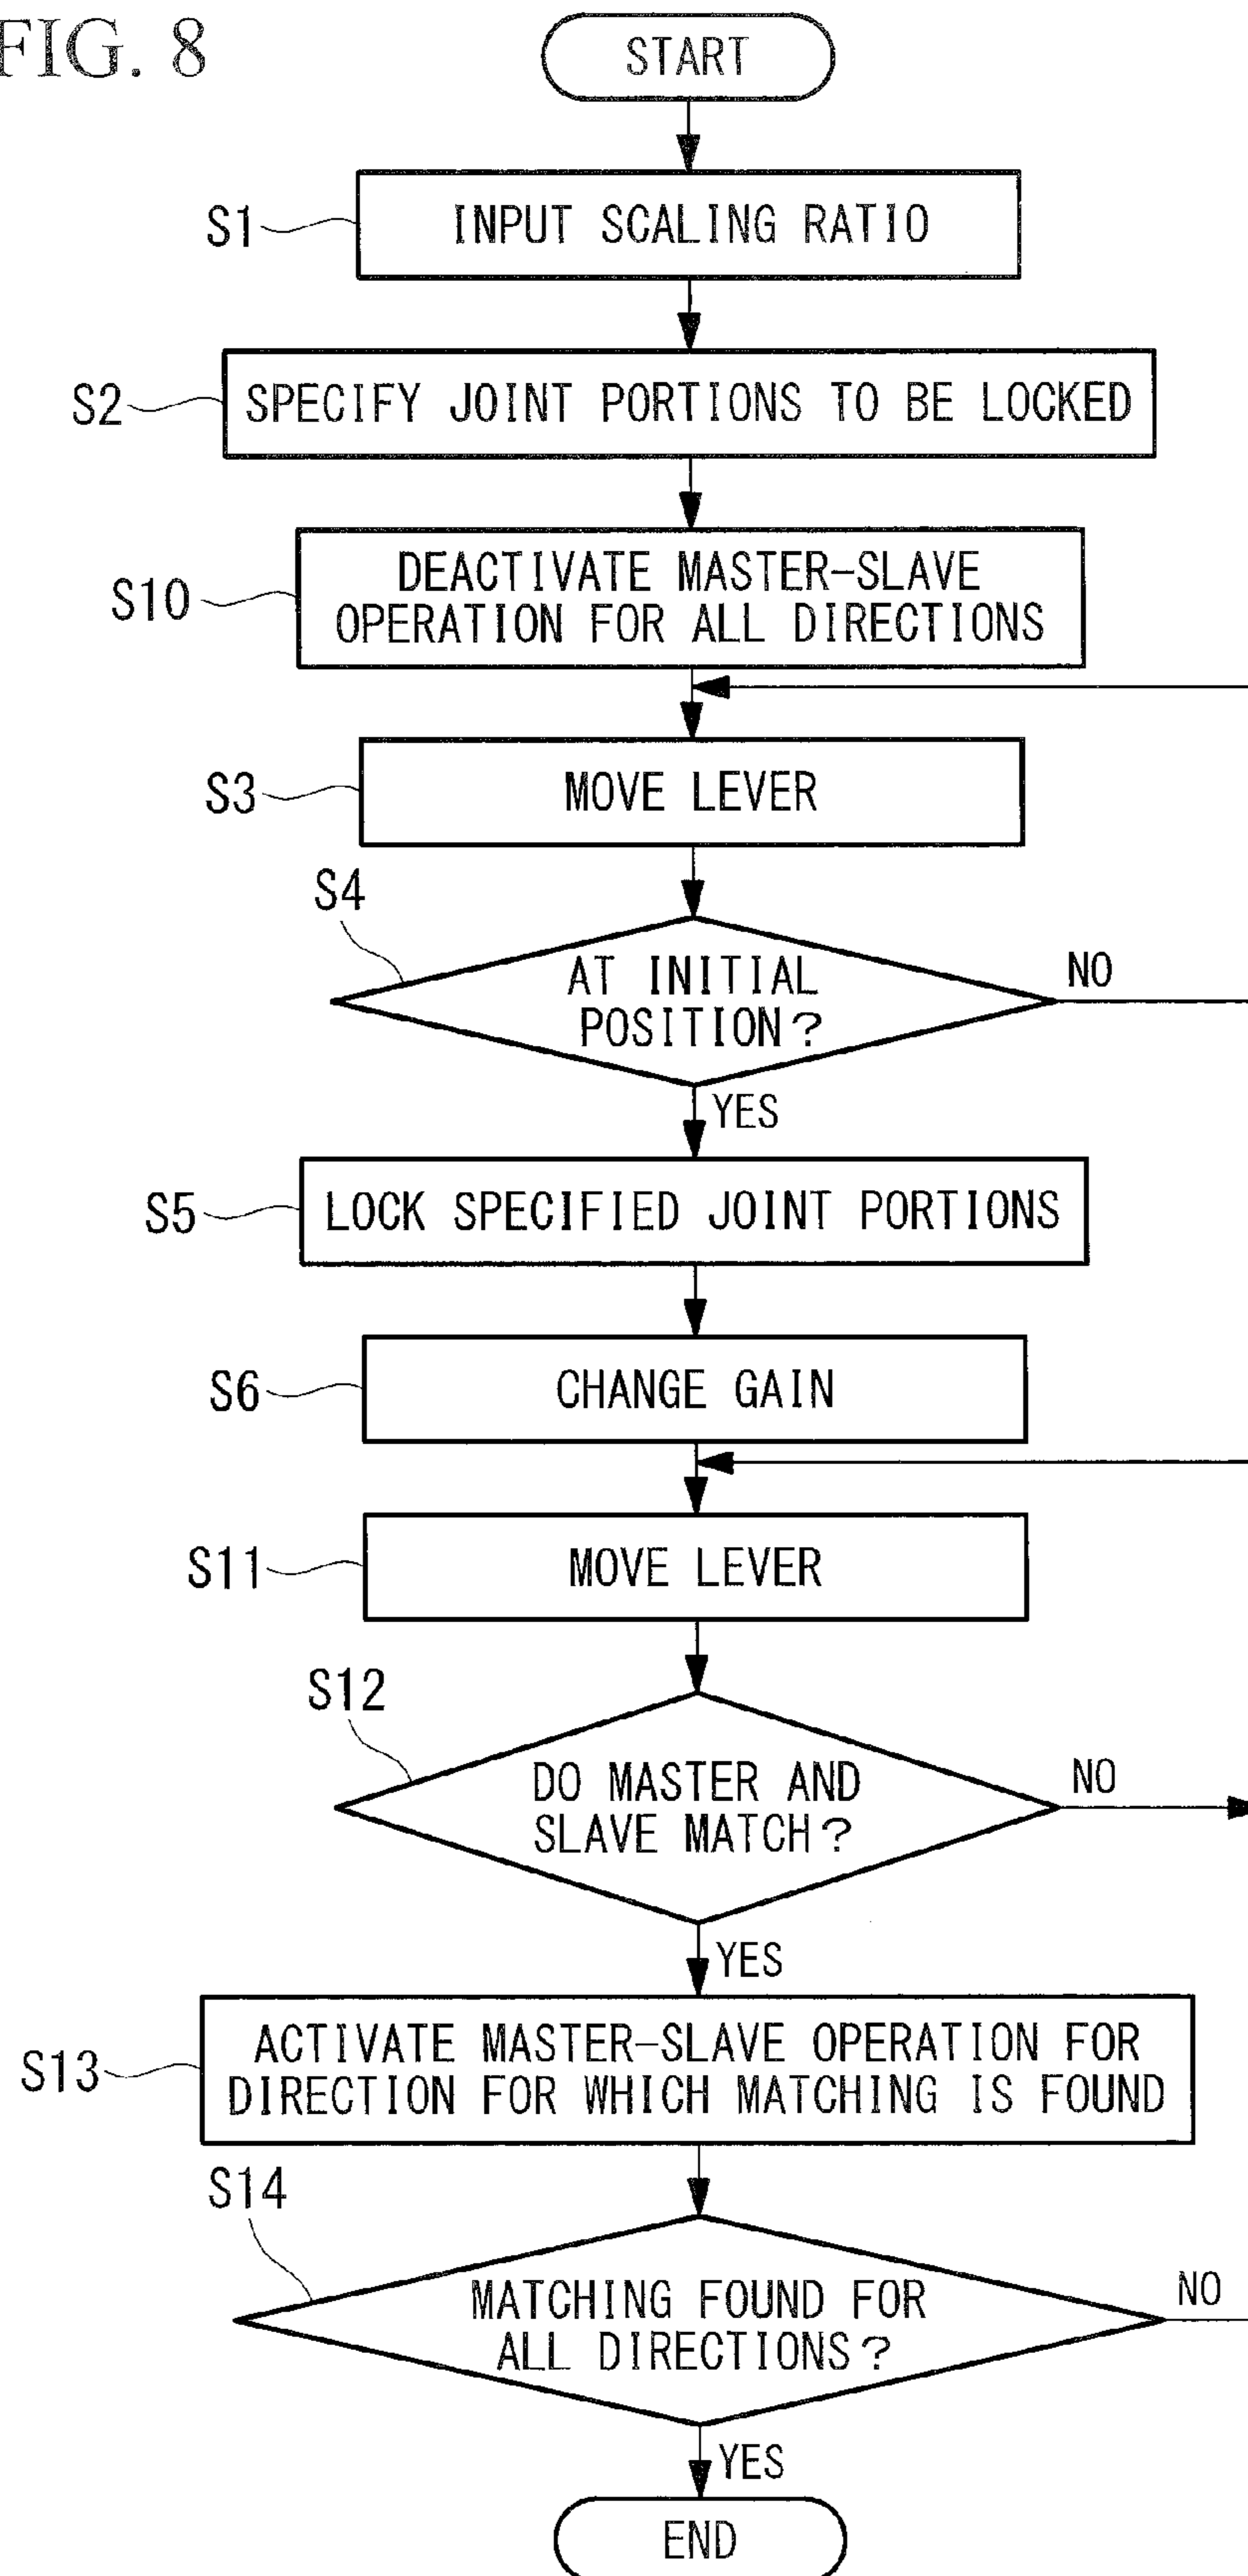 FIG. 8
START
S1
INPUT SCALING RATIO
S2
SPECIFY JOINT PORTIONS TO BE LOCKED
S10
DEACTIVATE MASTER-SLAVE
OPERATION FOR ALL DIRECTIONS
S3
MOVE LEVER
S4
AT INITIAL
POSITION?
NO
YES
S5
LOCK SPECIFIED JOINT PORTIONS
S6
CHANGE GAIN
S11
MOVE LEVER
S12
DO MASTER AND
SLAVE MATCH?
NO
YES
S13
ACTIVATE MASTER-SLAVE OPERATION FOR
DIRECTION FOR WHICH MATCHING IS FOUND
S14
MATCHING FOUND FOR
ALL DIRECTIONS?
NO
YES
END